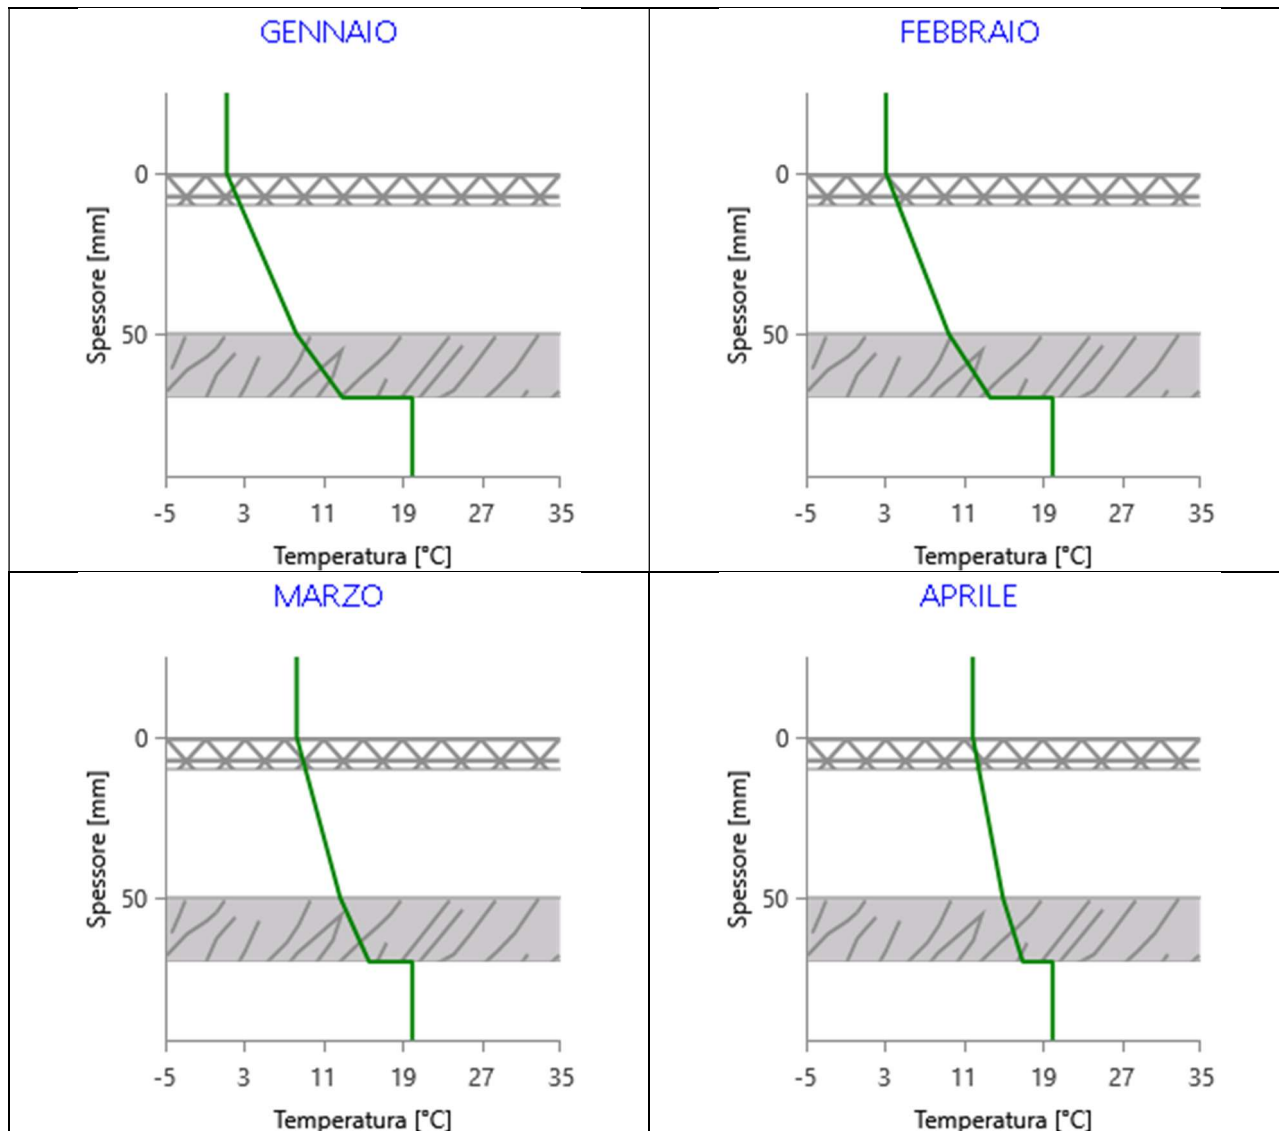 GENNAIO
0
50
Spessore [mm]
-5 3 11 19 27 35
Temperatura [°C]
FEBBRAIO
0
50
Spessore [mm]
-5 3 11 19 27 35
Temperatura [°C]
MARZO
0
50
Spessore [mm]
-5 3 11 19 27 35
Temperatura [°C]
APRILE
0
50
Spessore [mm]
-5 3 11 19 27 35
Temperatura [°C]